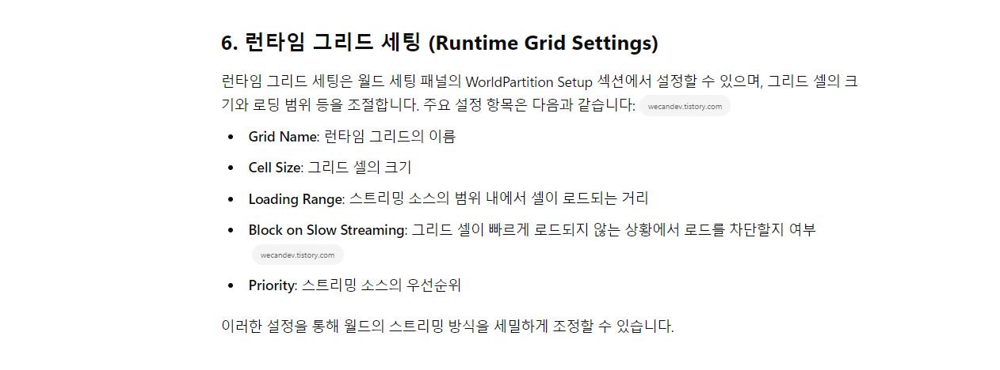 6. 런타임 그리드 세팅 (Runtime Grid Settings)
런타임 그리드 세팅은 월드 세팅 패널의 WorldPartition Setup 섹션에서 설정할 수 있으며, 그리드 셀의 크
기와 로딩 범위 등을 조절합니다. 주요 설정 항목은 다음과 같습니다: wecandev.tistory.com
• Grid Name: 런타임 그리드의 이름
• Cell Size: 그리드 셀의 크기
• Loading Range: 스트리밍 소스의 범위 내에서 셀이 로드되는 거리
• Block on Slow Streaming: 그리드 셀이 빠르게 로드되지 않는 상황에서 로드를 차단할지 여부
wecandev.tistory.com
• Priority: 스트리밍 소스의 우선순위
이러한 설정을 통해 월드의 스트리밍 방식을 세밀하게 조정할 수 있습니다.